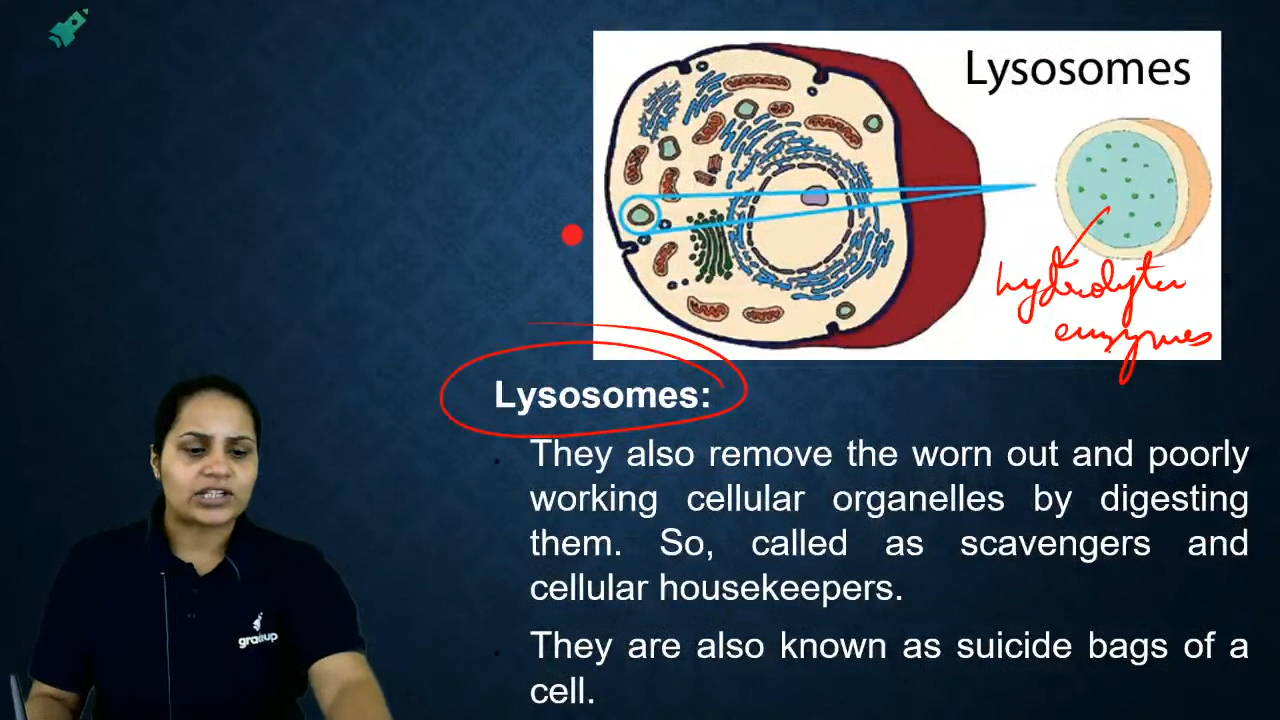 Lysosomes
hydrolytic
enzymes
Lysosomes:
They also remove the worn out and poorly
working cellular organelles by digesting
them. So, called as scavengers and
cellular housekeepers.
They are also known as suicide bags of a
cell.
gradeup